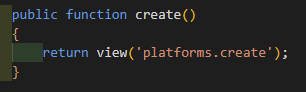 public function create()
{
    return view('platforms.create');
}